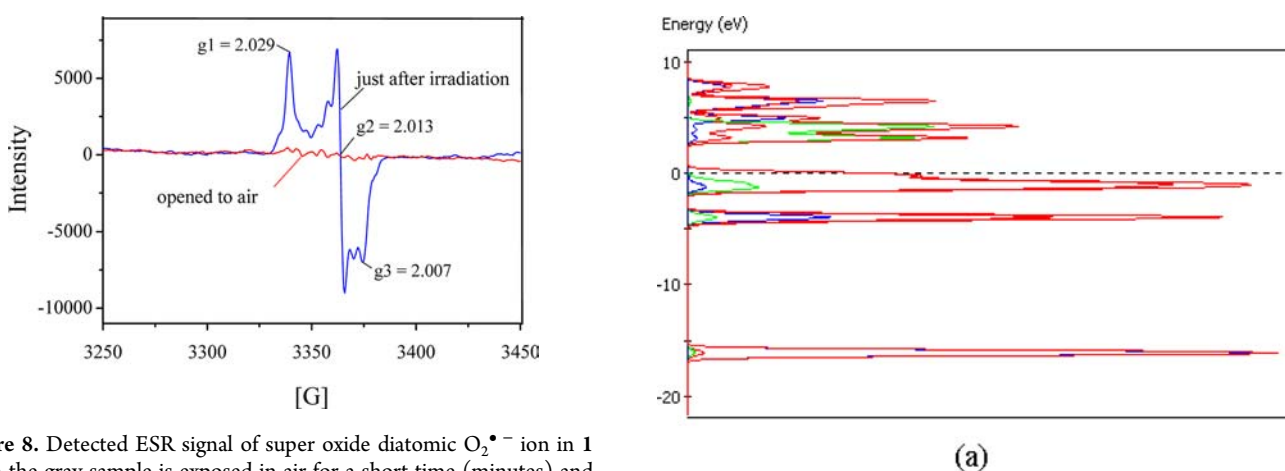 5000
0
-5000
-10000
Intensity
g1 = 2.029
just after irradiation
g2 = 2.013
opened to air
g3 = 2.007
3250 3300 3350 3400 3450
[G]
re 8. Detected ESR signal of super oxide diatomic O₂•⁻ ion in 1
the gray sample is exposed in air for a short time (minutes) and
Energy (eV)
10
0
-10
-20
(a)